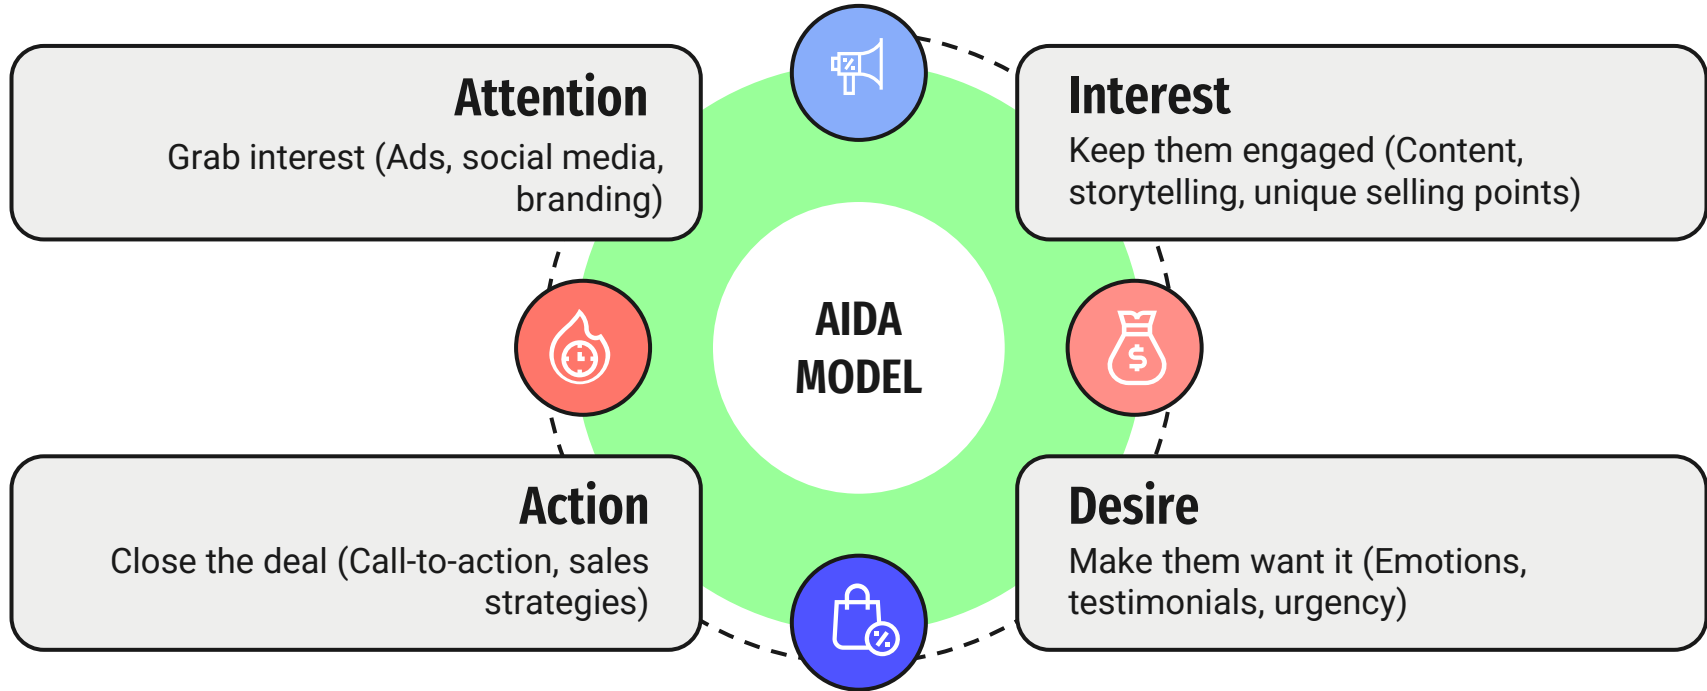 Attention
Grab interest (Ads, social media,
branding)
Interest
Keep them engaged (Content,
storytelling, unique selling points)
AIDA
MODEL
Action
Close the deal (Call-to-action, sales
strategies)
Desire
Make them want it (Emotions,
testimonials, urgency)